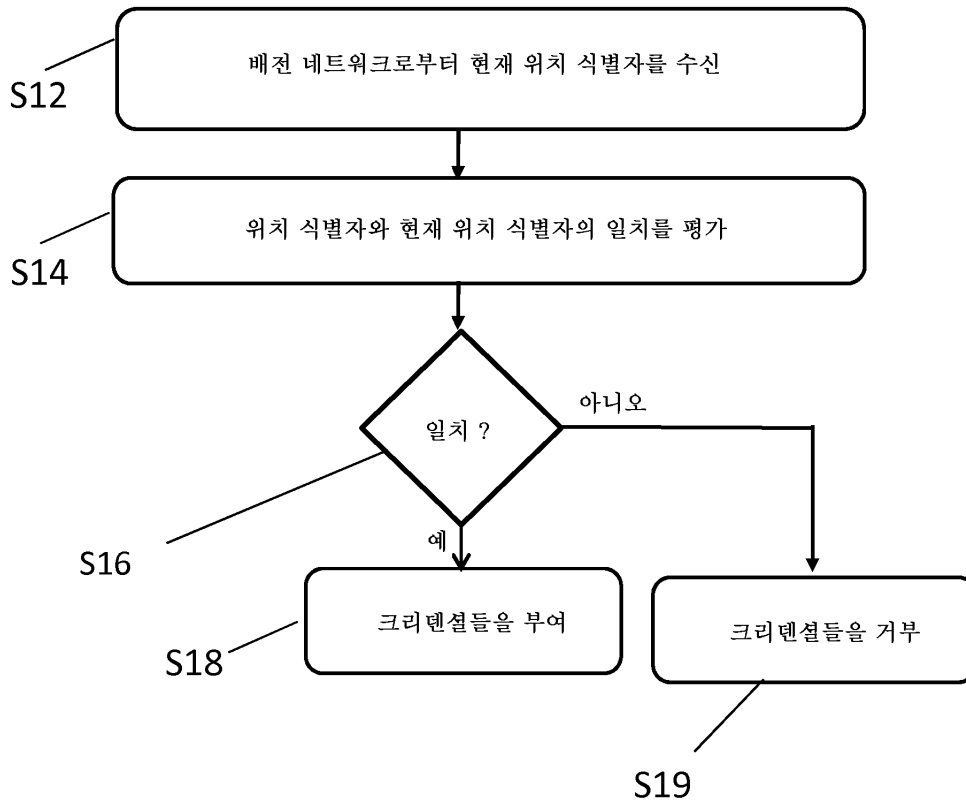 배전 네트워크로부터 현재 위치 식별자를 수신
S12
위치 식별자와 현재 위치 식별자의 일치를 평가
S14
일치 ?
아니오
예
S16
크리덴셜들을 부여
S18
크리덴셜들을 거부
S19